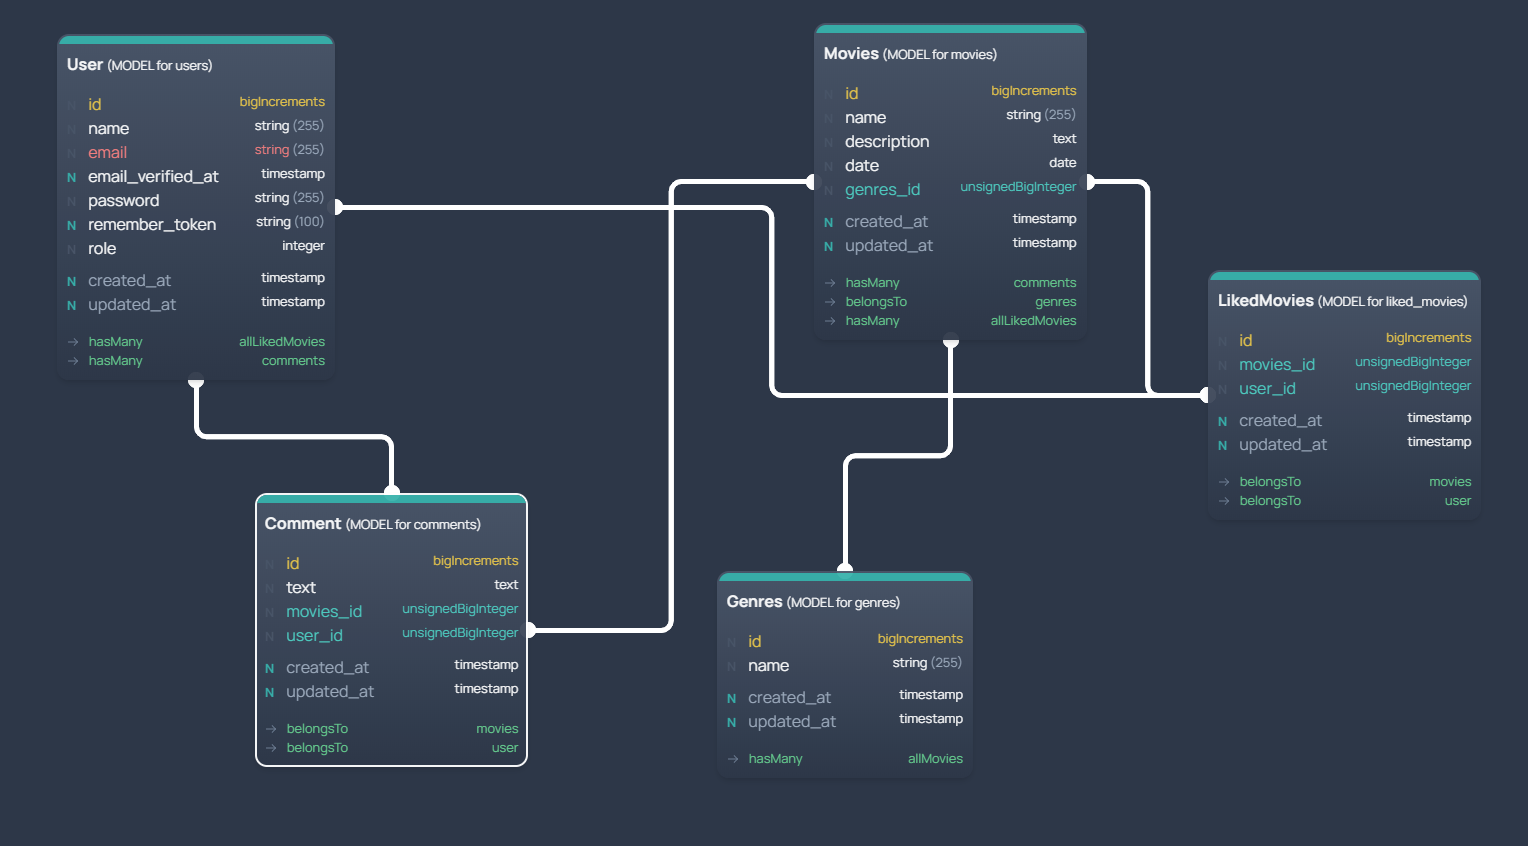 User (MODEL for users)
N id bigIncrements
N name string (255)
N email string (255)
N email_verified_at timestamp
N password string (255)
N remember_token string (100)
N role integer
N created_at timestamp
N updated_at timestamp
→ hasMany allLikedMovies
→ hasMany comments
Movies (MODEL for movies)
N id bigIncrements
N name string (255)
N description text
N date date
N genres_id unsignedBigInteger
N created_at timestamp
N updated_at timestamp
→ hasMany comments
→ belongsTo genres
→ hasMany allLikedMovies
LikedMovies (MODEL for liked_movies)
N id bigIncrements
N movies_id unsignedBigInteger
N user_id unsignedBigInteger
N created_at timestamp
N updated_at timestamp
→ belongsTo movies
→ belongsTo user
Comment (MODEL for comments)
N id bigIncrements
N text text
N movies_id unsignedBigInteger
N user_id unsignedBigInteger
N created_at timestamp
N updated_at timestamp
→ belongsTo movies
→ belongsTo user
Genres (MODEL for genres)
N id bigIncrements
N name string (255)
N created_at timestamp
N updated_at timestamp
→ hasMany allMovies